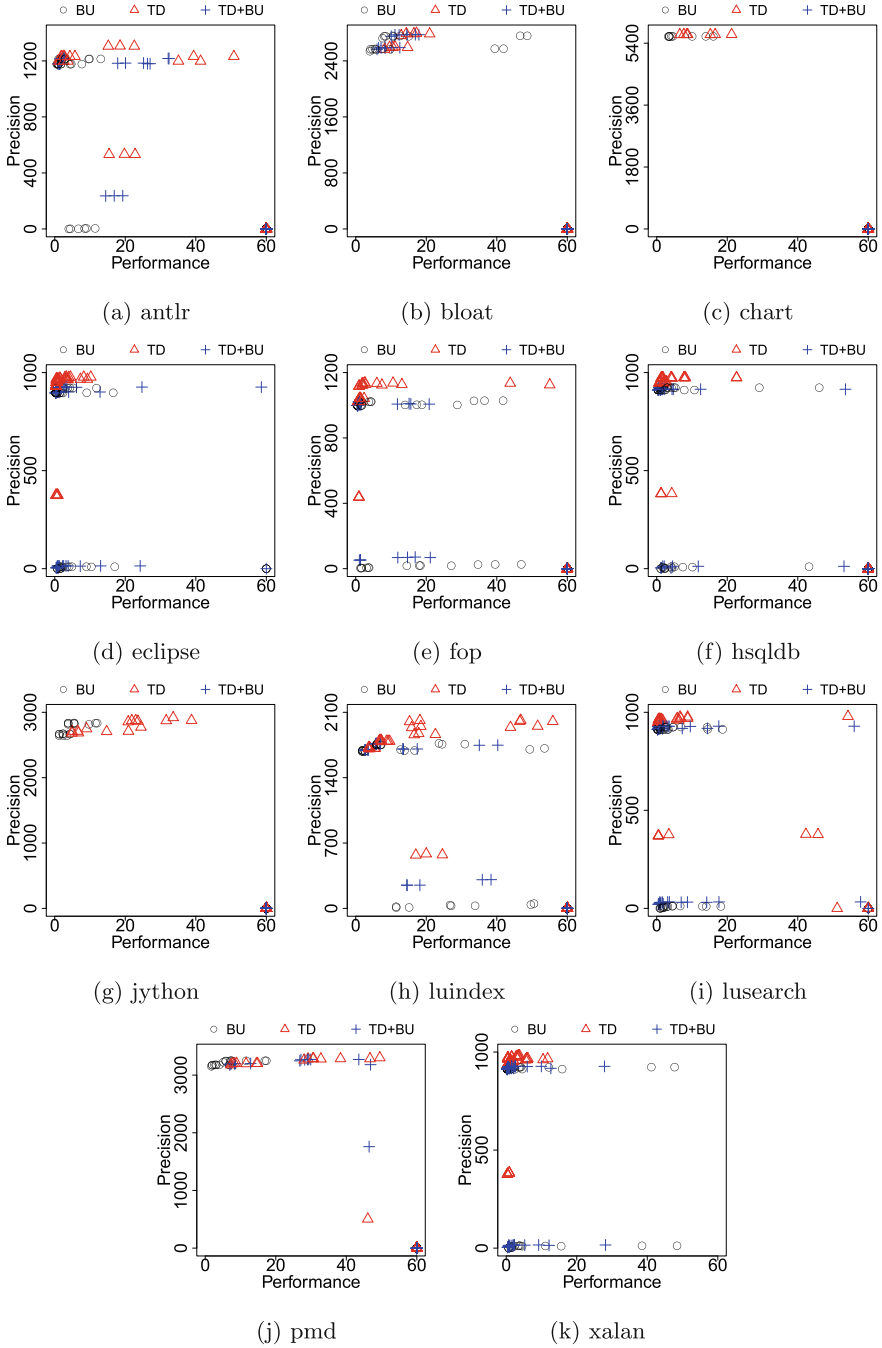 BU TD TD+BU BU TD TD+BU BU TD TD+BU
Precision
0 400 800 1200
0 20 40 60
Performance
Precision
0 800 1600 2400
0 20 40 60
Performance
Precision
0 1800 3600 5400
0 20 40 60
Performance
(a) antlr (b) bloat (c) chart
BU TD TD+BU BU TD TD+BU BU TD TD+BU
Precision
0 500 1000
0 20 40 60
Performance
Precision
0 400 800 1200
0 20 40 60
Performance
Precision
0 500 1000
0 20 40 60
Performance
(d) eclipse (e) fop (f) hsqldb
BU TD TD+BU BU TD TD+BU BU TD TD+BU
Precision
0 1000 2000 3000
0 20 40 60
Performance
Precision
0 700 1400 2100
0 20 40 60
Performance
Precision
0 500 1000
0 20 40 60
Performance
(g) jython (h) luindex (i) lusearch
BU TD TD+BU BU TD TD+BU
Precision
0 1000 2000 3000
0 20 40 60
Performance
Precision
0 500 1000
0 20 40 60
Performance
(j) pmd (k) xalan